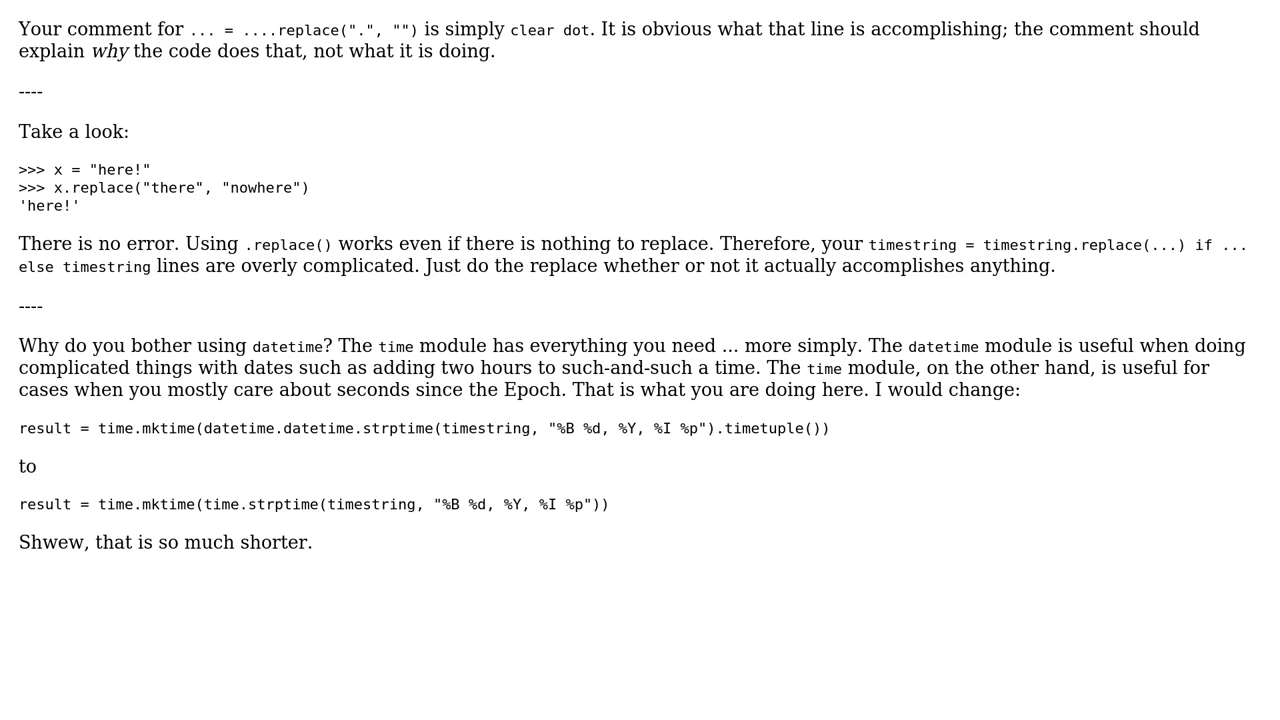 Your comment for ... = ....replace(".", "") is simply clear dot. It is obvious what that line is accomplishing; the comment should
explain why the code does that, not what it is doing.
----
Take a look:
>>> x = "here!"
>>> x.replace("there", "nowhere")
'here!'
There is no error. Using .replace() works even if there is nothing to replace. Therefore, your timestring = timestring.replace(...) if ...
else timestring lines are overly complicated. Just do the replace whether or not it actually accomplishes anything.
----
Why do you bother using datetime? The time module has everything you need ... more simply. The datetime module is useful when doing
complicated things with dates such as adding two hours to such-and-such a time. The time module, on the other hand, is useful for
cases when you mostly care about seconds since the Epoch. That is what you are doing here. I would change:
result = time.mktime(datetime.datetime.strptime(timestring, "%B %d, %Y, %I %p").timetuple())
to
result = time.mktime(time.strptime(timestring, "%B %d, %Y, %I %p"))
Shwew, that is so much shorter.